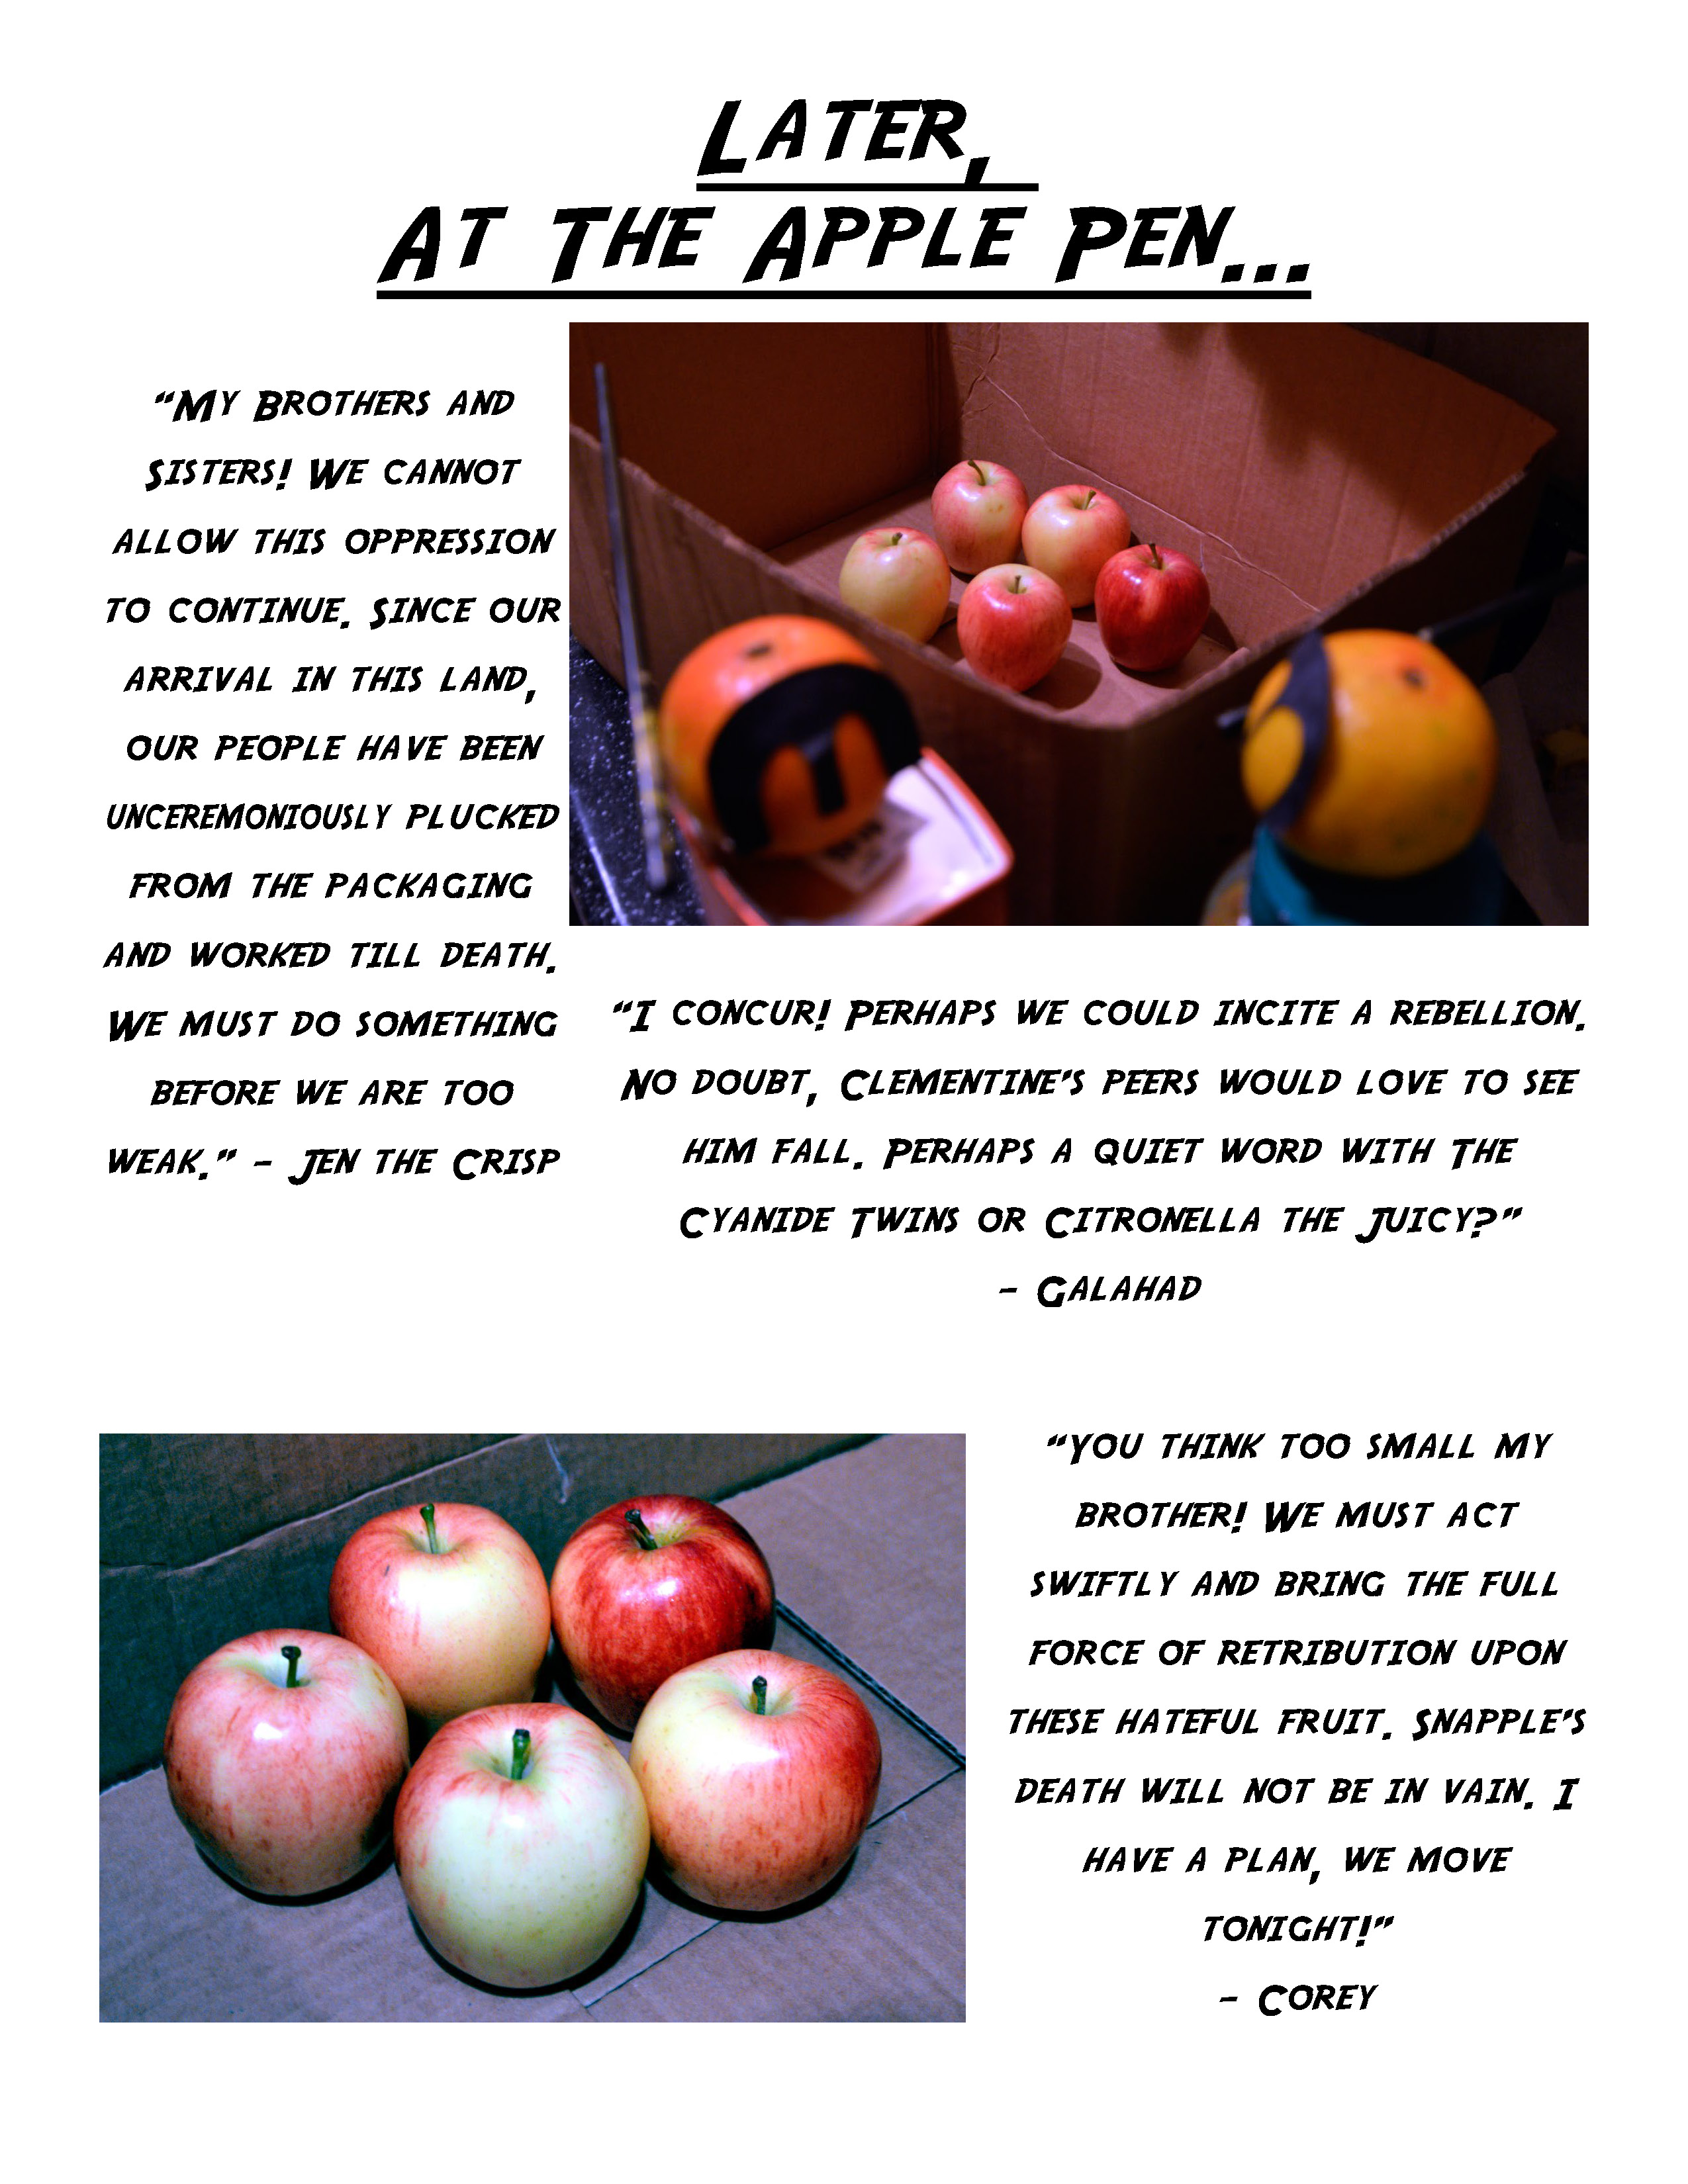 Later,
at The Apple Pen...
"My Brothers and
Sisters! We cannot
allow this oppression
to continue. Since our
arrival in this land,
our people have been
unceremoniously plucked
from the packaging
and worked till death.
We must do something
before we are too
weak." - Jen the Crisp
"I concur! Perhaps we could incite a rebellion.
No doubt, Clementine's peers would love to see
him fall. Perhaps a quiet word with The
Cyanide Twins or Citronella the Juicy?"
- Galahad
"You think too small my
brother! We must act
swiftly and bring the full
force of retribution upon
these hateful fruit. Snapple's
death will not be in vain. I
have a plan, we move
tonight!"
- Corey